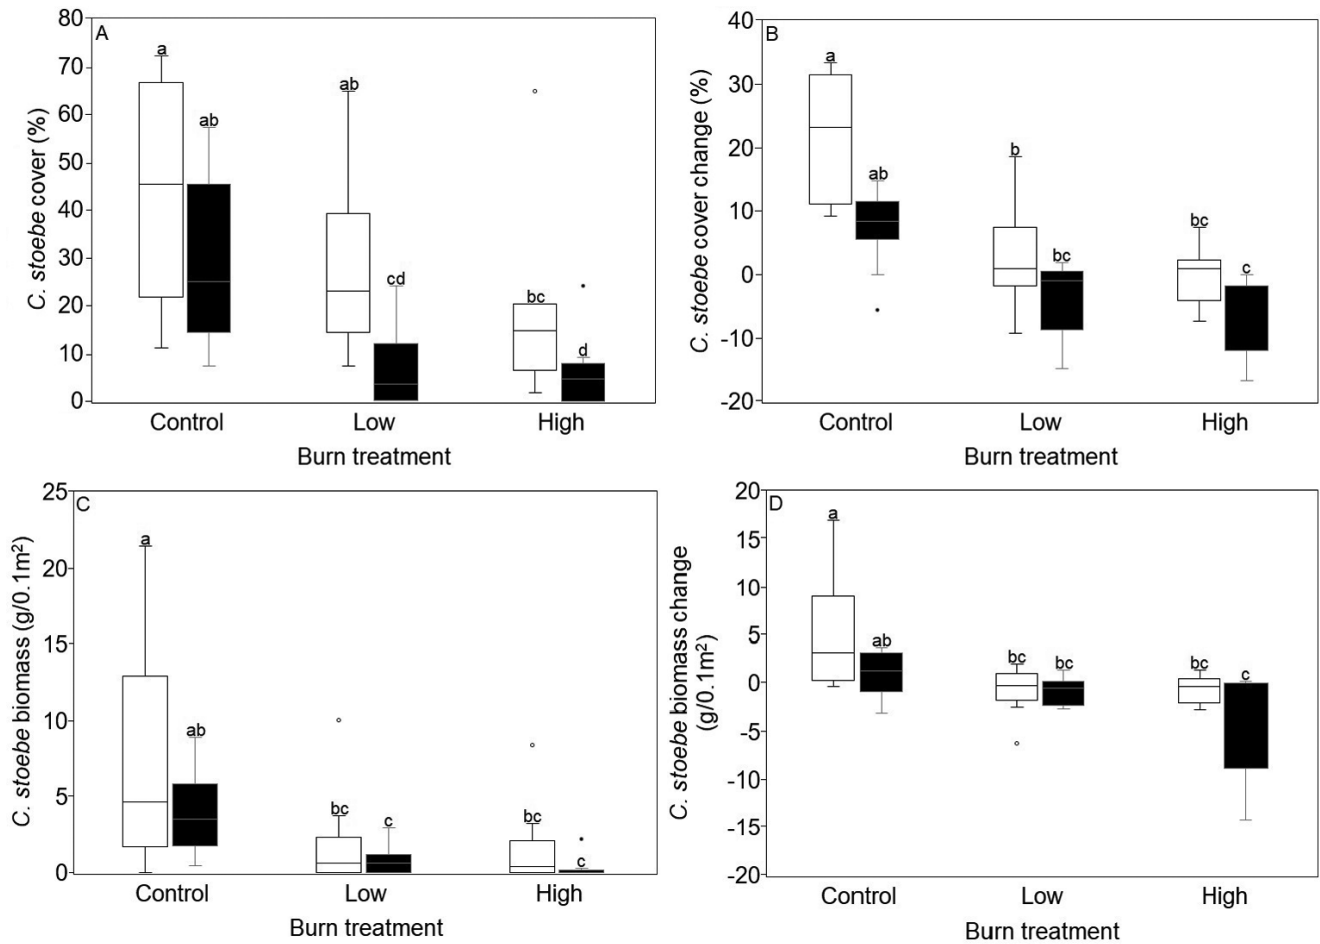 A
80
70
60
50
40
30
20
10
0
C. stoebe cover (%)
a
ab
ab
cd
bc
d
Control Low High
Burn treatment
B
40
30
20
10
0
-10
-20
C. stoebe cover change (%)
a
ab
b
bc
bc
c
Control Low High
Burn treatment
C
25
20
15
10
5
0
C. stoebe biomass (g/0.1m²)
a
ab
bc
c
bc
c
Control Low High
Burn treatment
D
20
15
10
5
0
-5
-10
-15
-20
C. stoebe biomass change
(g/0.1m²)
a
ab
bc
bc
bc
c
Control Low High
Burn treatment